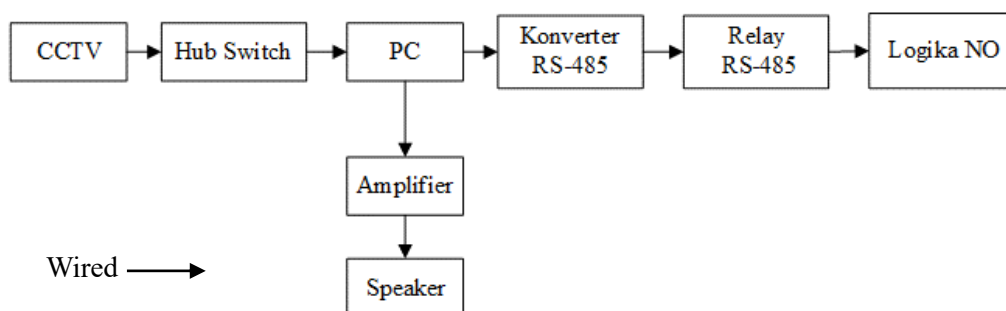 CCTV
Hub Switch
PC
Konverter
RS-485
Relay
RS-485
Logika NO
Amplifier
Speaker
Wired